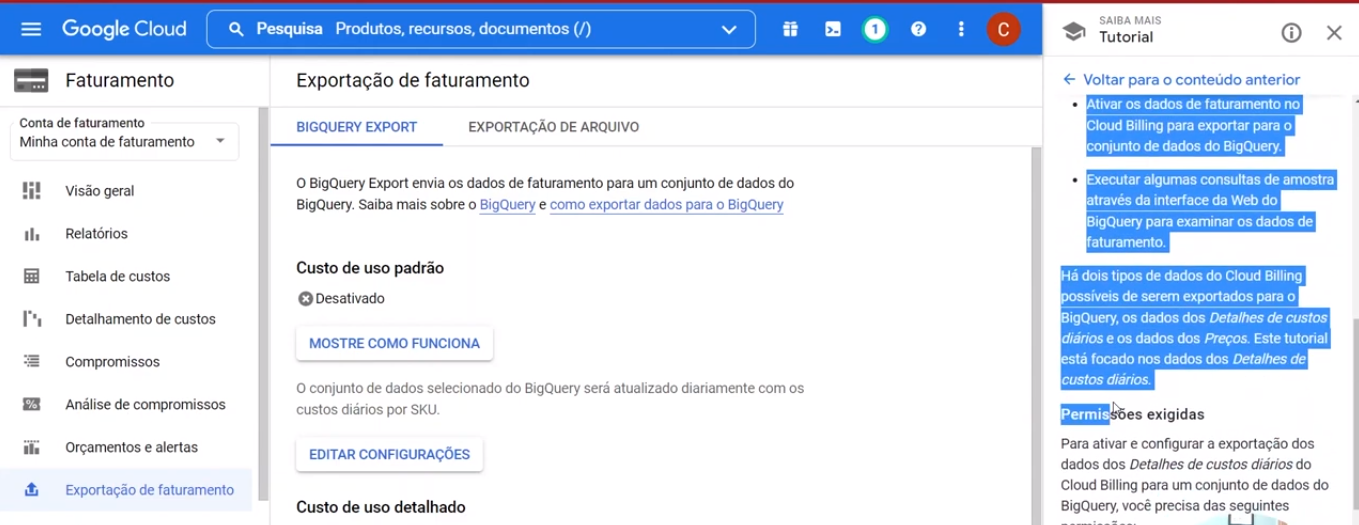 Google Cloud
Pesquisa Produtos, recursos, documentos (/)
1
C
Faturamento
Conta de faturamento
Minha conta de faturamento
Visão geral
Relatórios
Tabela de custos
Detalhamento de custos
Compromissos
Análise de compromissos
Orçamentos e alertas
Exportação de faturamento
Exportação de faturamento
BIGQUERY EXPORT
EXPORTAÇÃO DE ARQUIVO
O BigQuery Export envia os dados de faturamento para um conjunto de dados do
BigQuery. Saiba mais sobre o BigQuery e como exportar dados para o BigQuery
Custo de uso padrão
Desativado
MOSTRE COMO FUNCIONA
O conjunto de dados selecionado do BigQuery será atualizado diariamente com os
custos diários por SKU.
EDITAR CONFIGURAÇÕES
Custo de uso detalhado
SAIBA MAIS
Tutorial
Voltar para o conteúdo anterior
Ativar os dados de faturamento no
Cloud Billing para exportar para o
conjunto de dados do BigQuery.
Executar algumas consultas de amostra
através da interface da Web do
BigQuery para examinar os dados de
faturamento.
Há dois tipos de dados do Cloud Billing
possíveis de serem exportados para o
BigQuery, os dados dos Detalhes de custos
diários e os dados dos Preços. Este tutorial
está focado nos dados dos Detalhes de
custos diários.
Permissões exigidas
Para ativar e configurar a exportação dos
dados dos Detalhes de custos diários do
Cloud Billing para um conjunto de dados do
BigQuery, você precisa das seguintes